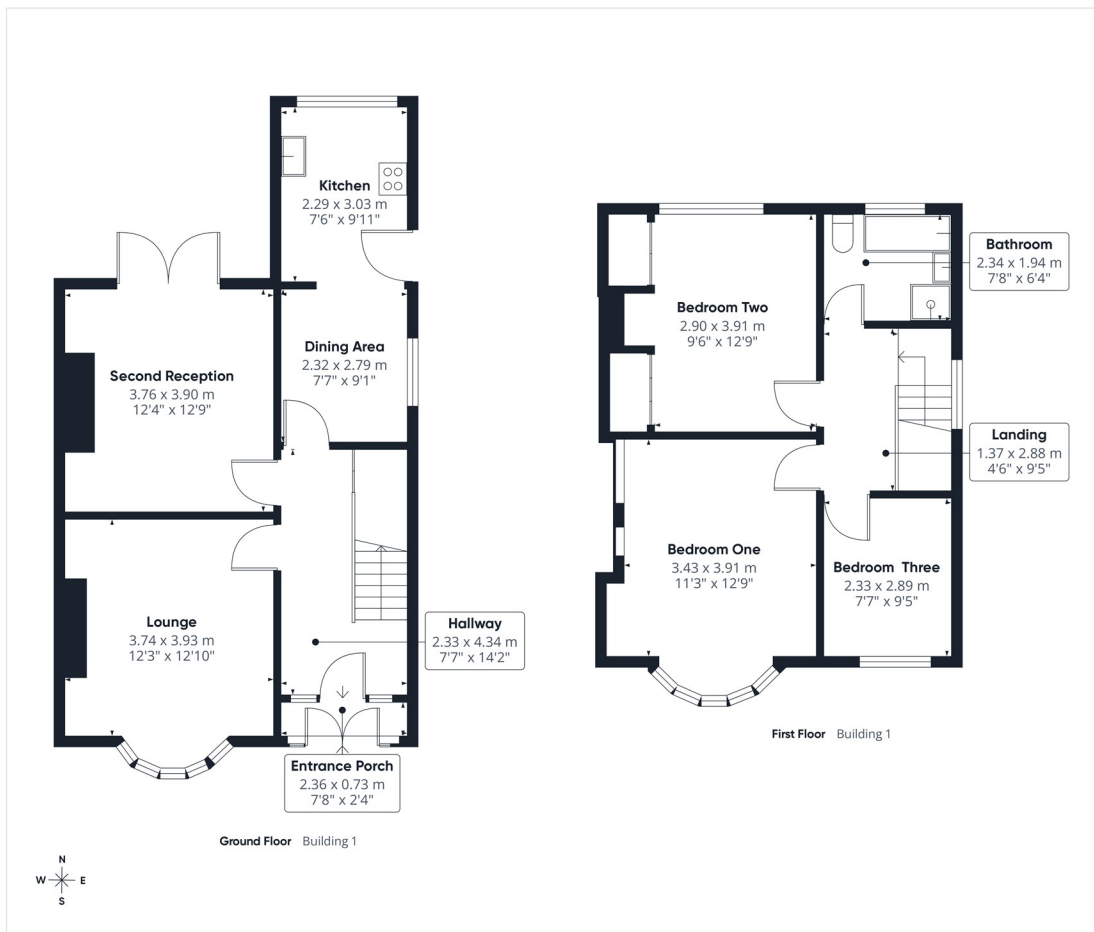 Kitchen
2.29 x 3.03 m
7'6" x 9'11"
Dining Area
2.32 x 2.79 m
7'7" x 9'1"
Second Reception
3.76 x 3.90 m
12'4" x 12'9"
Lounge
3.74 x 3.93 m
12'3" x 12'10"
Hallway
2.33 x 4.34 m
7'7" x 14'2"
Entrance Porch
2.36 x 0.73 m
7'8" x 2'4"
Ground Floor Building 1
Bathroom
2.34 x 1.94 m
7'8" x 6'4"
Bedroom Two
2.90 x 3.91 m
9'6" x 12'9"
Landing
1.37 x 2.88 m
4'6" x 9'5"
Bedroom One
3.43 x 3.91 m
11'3" x 12'9"
Bedroom Three
2.33 x 2.89 m
7'7" x 9'5"
First Floor Building 1
N
W E
S